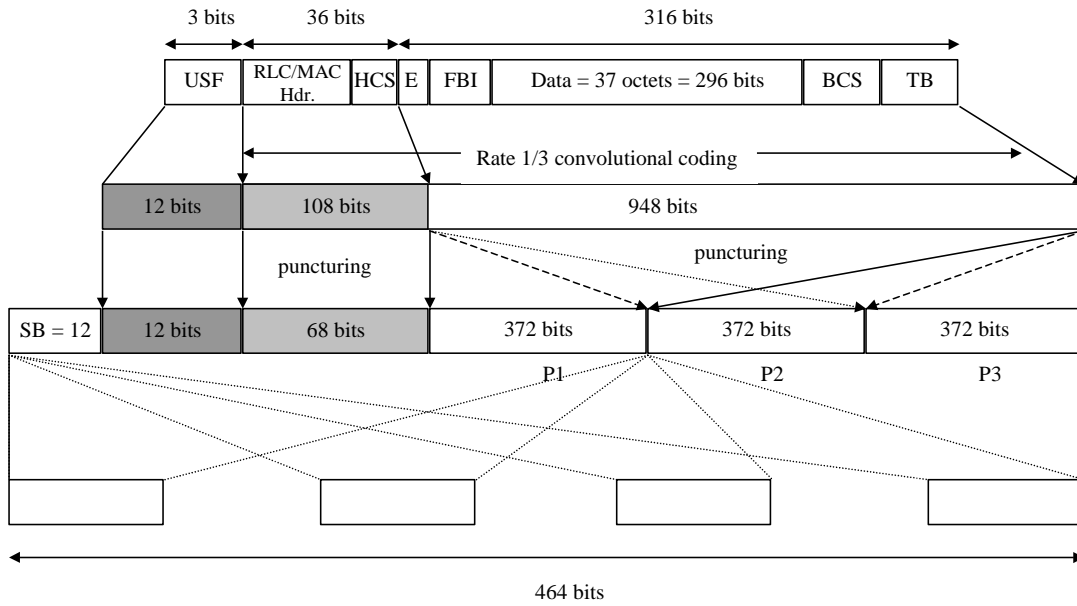 3 bits 36 bits 316 bits
USF RLC/MAC Hdr. HCS E FBI Data = 37 octets = 296 bits BCS TB
Rate 1/3 convolutional coding
12 bits 108 bits 948 bits
puncturing puncturing
SB = 12 12 bits 68 bits 372 bits 372 bits 372 bits
P1 P2 P3
464 bits